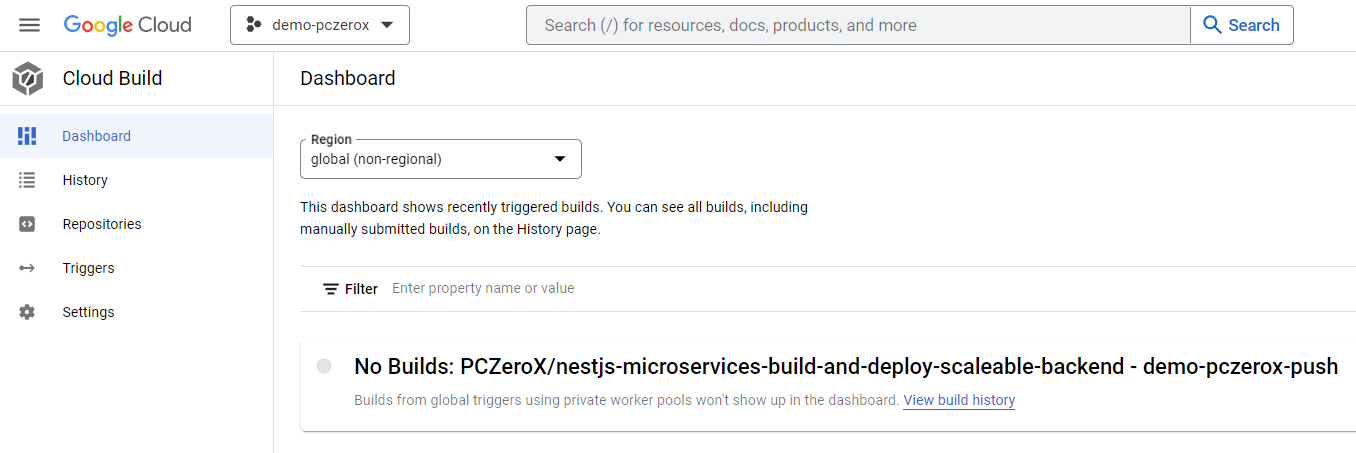 Google Cloud
demo-pczerox
Search (/) for resources, docs, products, and more
Search
Cloud Build
Dashboard
Dashboard
History
Repositories
Triggers
Settings
Region
global (non-regional)
This dashboard shows recently triggered builds. You can see all builds, including
manually submitted builds, on the History page.
Filter Enter property name or value
No Builds: PCZeroX/nestjs-microservices-build-and-deploy-scaleable-backend - demo-pczerox-push
Builds from global triggers using private worker pools won't show up in the dashboard. View build history